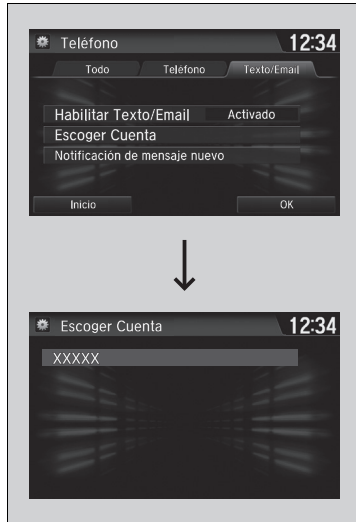 Teléfono 12:34
Todo Teléfono Texto/Email
Habilitar Texto/Email Activado
Escoger Cuenta
Notificación de mensaje nuevo
Inicio OK
Escoger Cuenta 12:34
XXXXX